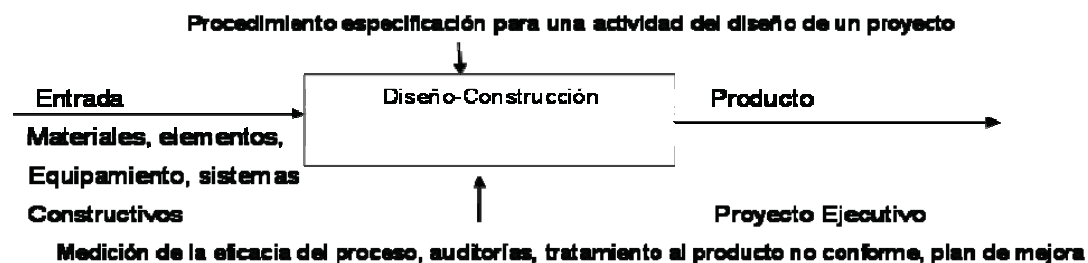 Procedimiento especificación para una actividad del diseño de un proyecto
Entrada
Diseño-Construcción
Producto
Materiales, elementos,
Equipamiento, sistemas
Constructivos
Proyecto Ejecutivo
Medición de la eficacia del proceso, auditorías, tratamiento al producto no conforme, plan de mejora